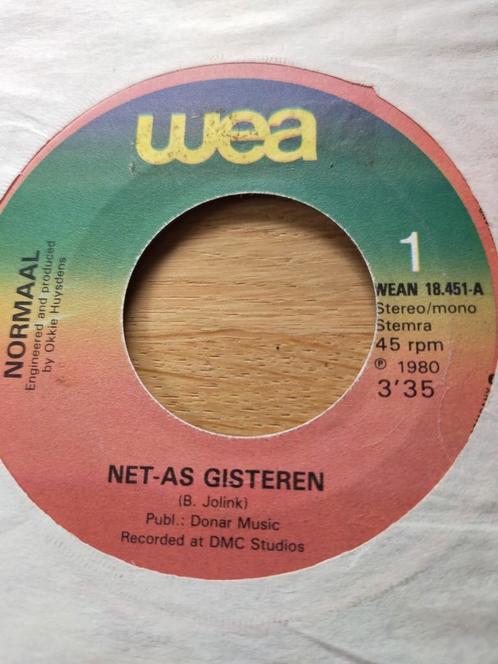 wea
NORMAAL
Engineered and produced
by Okkie Huysdens
1
WEAN 18.451-A
Stereo/mono
Stemra
45 rpm
℗ 1980
3'35
NET-AS GISTEREN
(B. Jolink)
Publ.: Donar Music
Recorded at DMC Studios